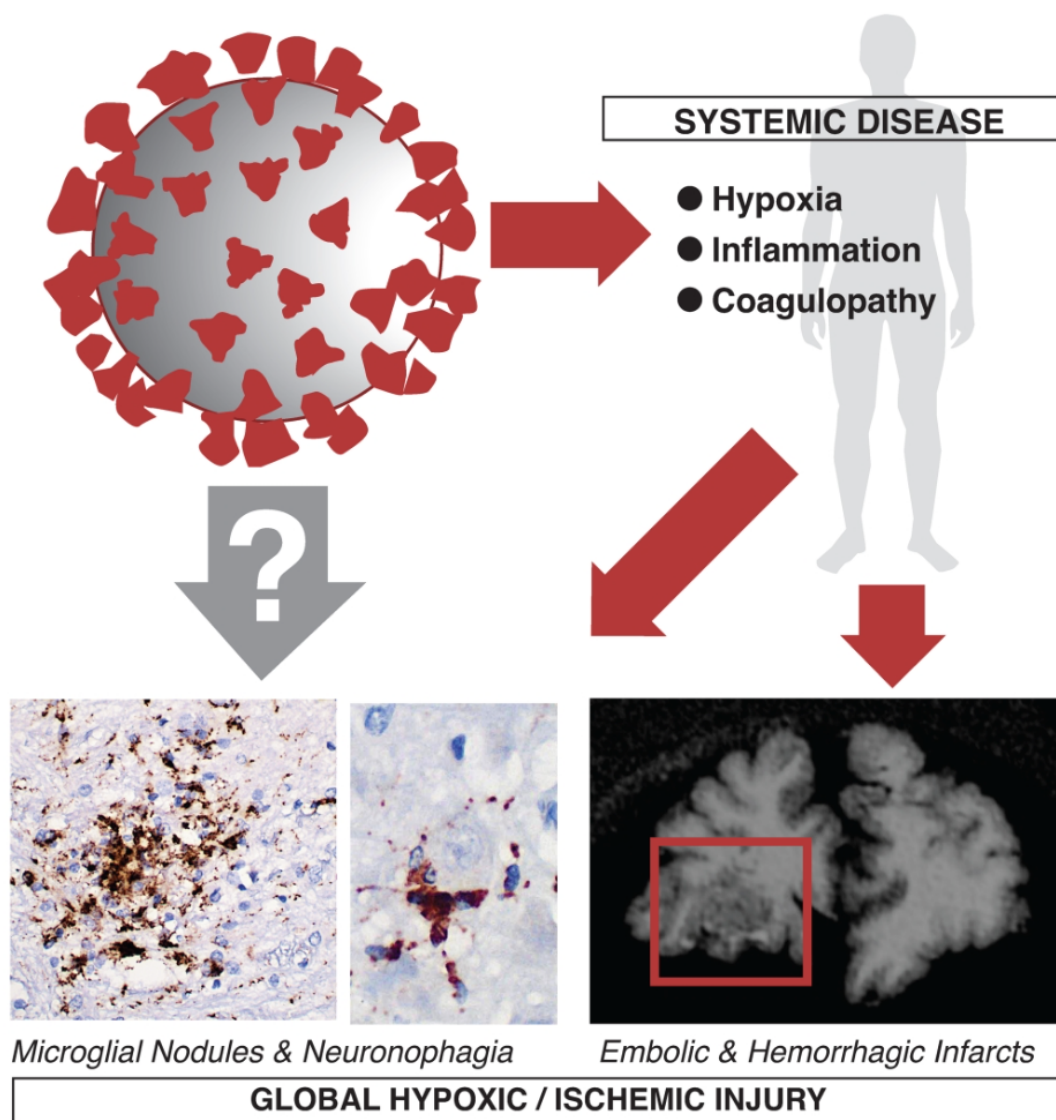 SYSTEMIC DISEASE
● Hypoxia
● Inflammation
● Coagulopathy
?
Microglial Nodules & Neuronophagia
Embolic & Hemorrhagic Infarcts
GLOBAL HYPOXIC / ISCHEMIC INJURY